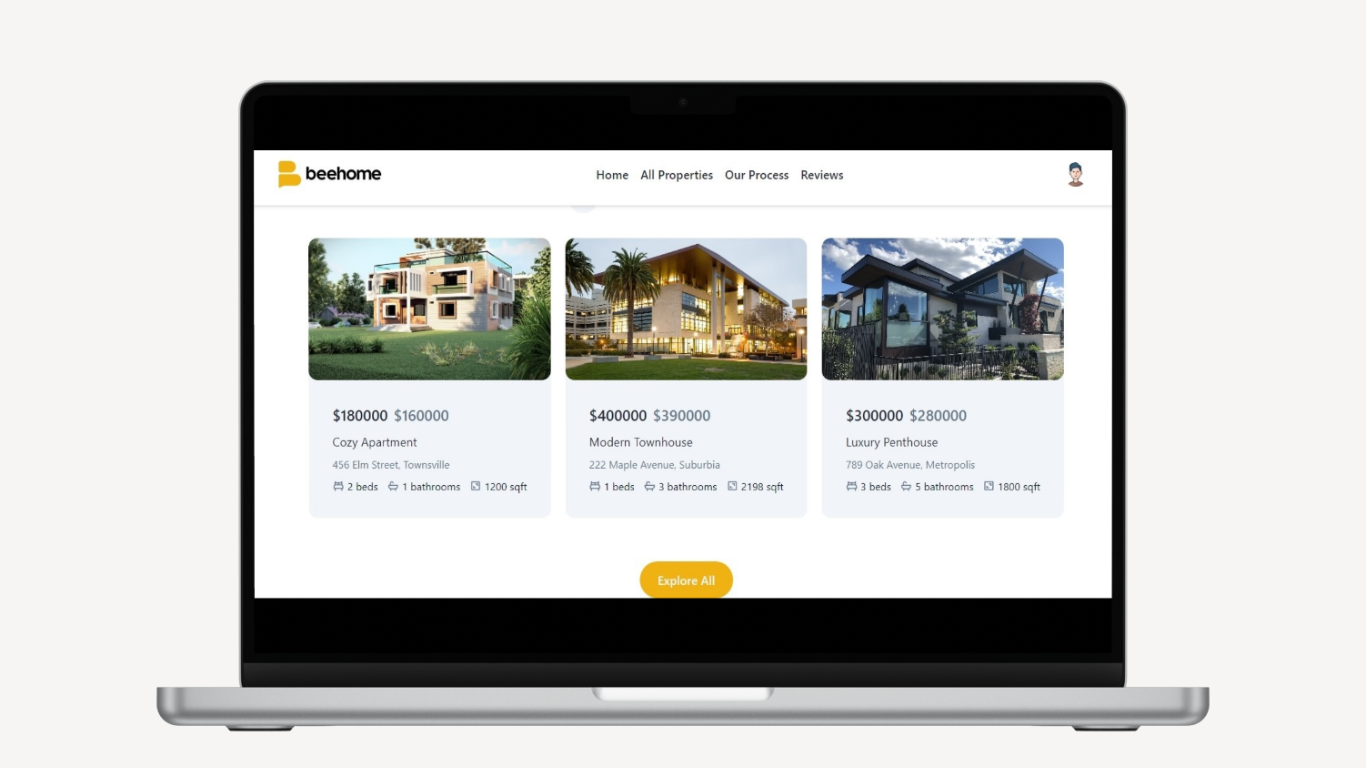 beehome
Home All Properties Our Process Reviews
$180000 $160000
Cozy Apartment
456 Elm Street, Townsville
2 beds 1 bathrooms 1200 sqft
$400000 $390000
Modern Townhouse
222 Maple Avenue, Suburbia
1 beds 3 bathrooms 2198 sqft
$300000 $280000
Luxury Penthouse
789 Oak Avenue, Metropolis
3 beds 5 bathrooms 1800 sqft
Explore All